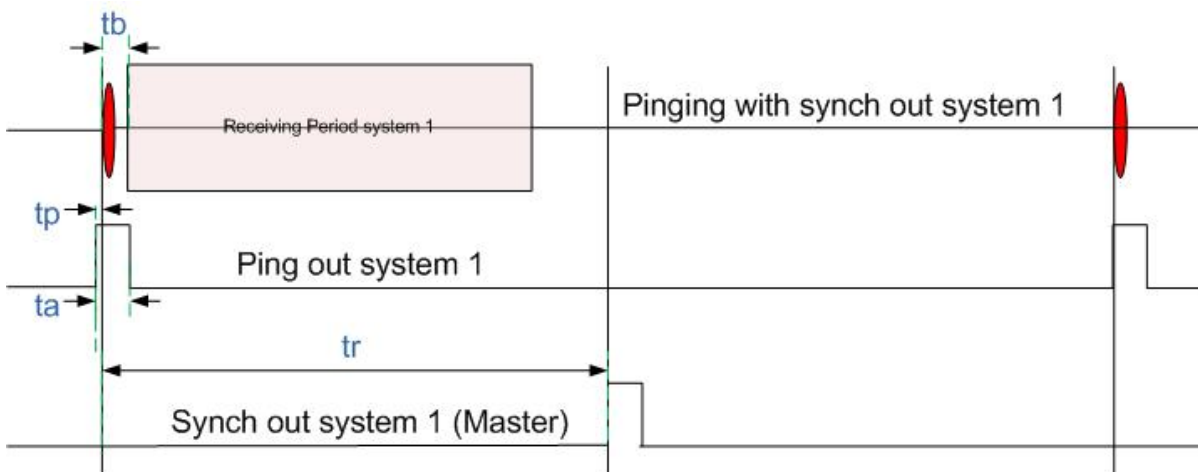 tb
Receiving Period system 1
Pinging with synch out system 1
tp
Ping out system 1
ta
tr
Synch out system 1 (Master)